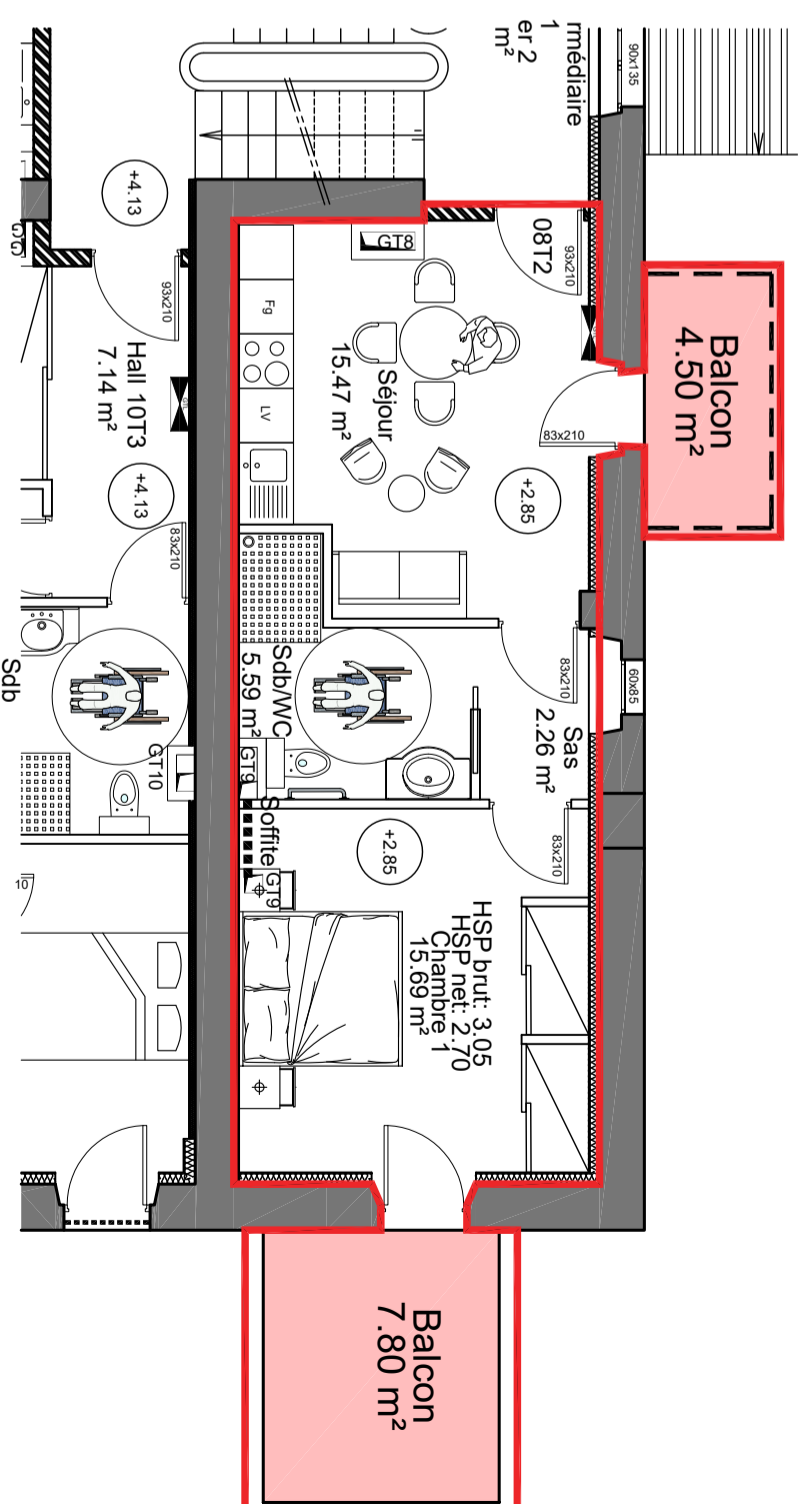 rmédiaire
1
er 2
m²
90x135
+4.13
93x210
Hall 10T3
7.14 m²
+4.13
83x210
Sdb
GT10
10
GT8
08T2
93x210
Fg
LV
Séjour
15.47 m²
83x210
+2.85
Balcon
4.50 m²
Sdb/WC
5.59 m²
GT9
83x210
Sas
2.26 m²
60x85
Soffite
GT9
+2.85
83x210
HSP brut: 3.05
HSP net: 2.70
Chambre 1
15.69 m²
Balcon
7.80 m²